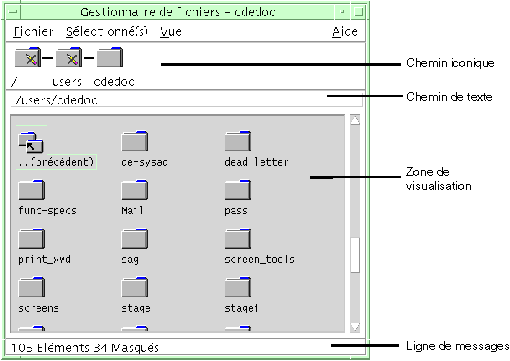 Gestionnaire de fichiers - cdedoc
Fichier Sélectionné(s) Vue Aide
Chemin iconique
/ users cdedoc
Chemin de texte
/users/cdedoc
..(précédent) ce-sysac dead letter
Zone de
visualisation
func-specs Mail pass
print_xwd sag screen_tools
screens stage stage1
105 Eléments 34 Masqués
Ligne de messages